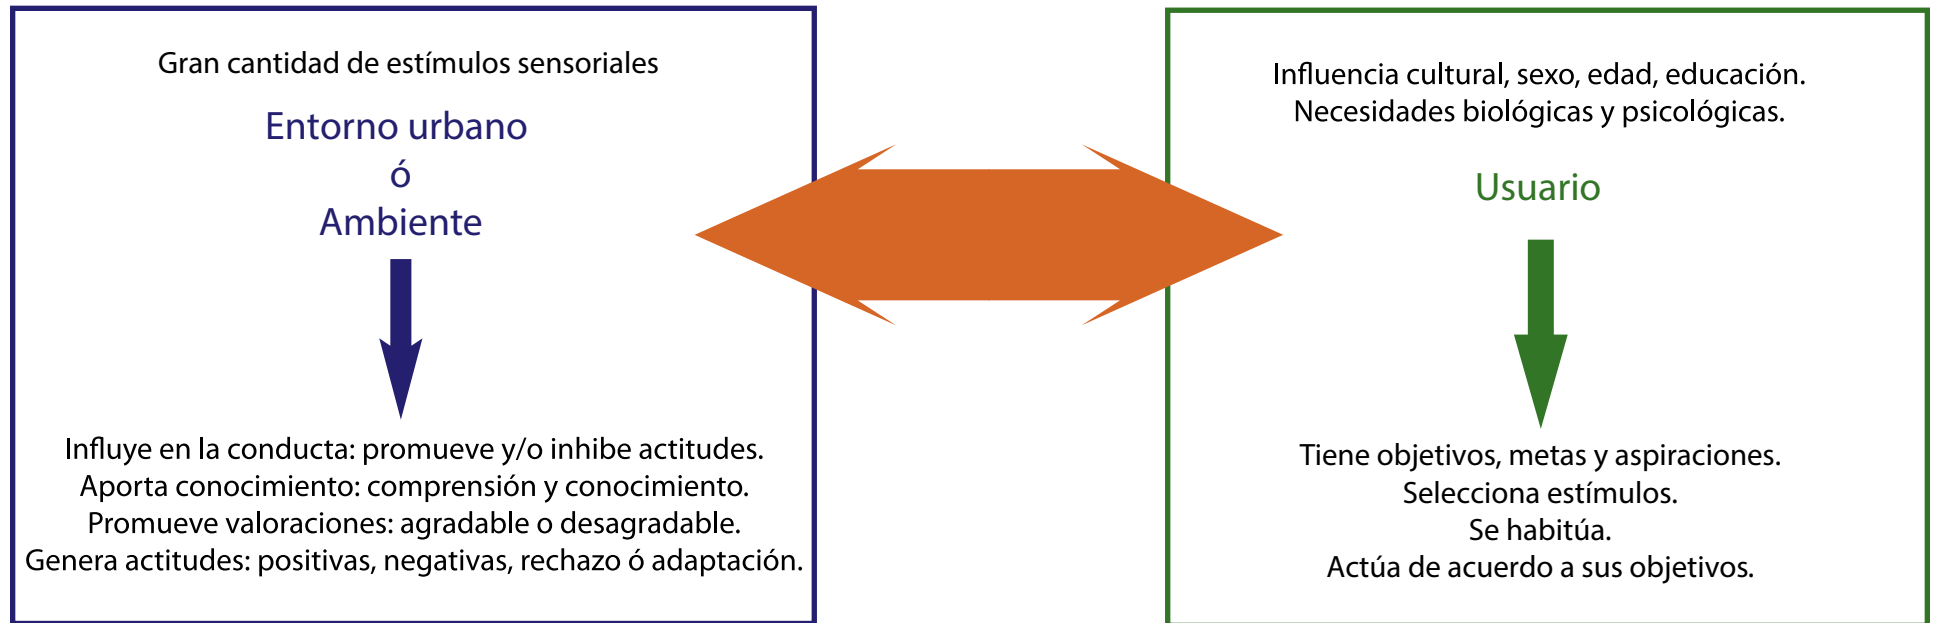 Gran cantidad de estímulos sensoriales
Entorno urbano
ó
Ambiente
Influye en la conducta: promueve y/o inhibe actitudes.
Aporta conocimiento: comprensión y conocimiento.
Promueve valoraciones: agradable o desagradable.
Genera actitudes: positivas, negativas, rechazo ó adaptación.
Influencia cultural, sexo, edad, educación.
Necesidades biológicas y psicológicas.
Usuario
Tiene objetivos, metas y aspiraciones.
Selecciona estímulos.
Se habitúa.
Actúa de acuerdo a sus objetivos.